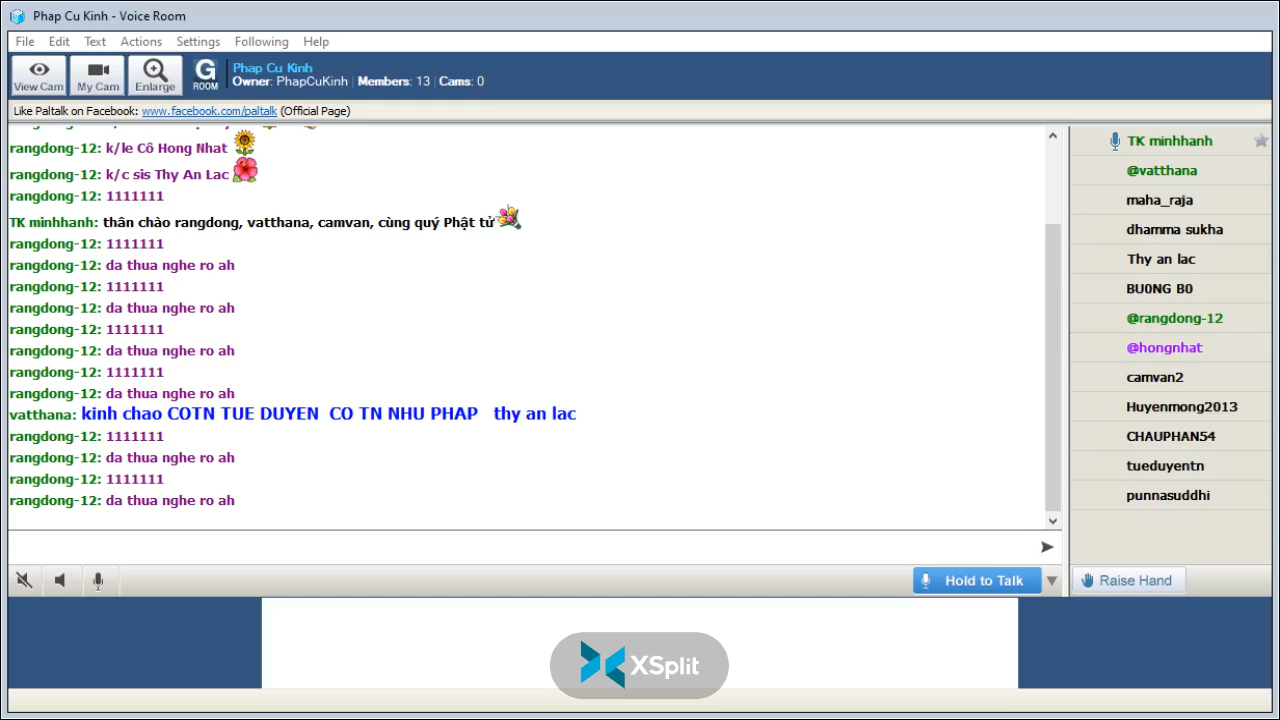 Phap Cu Kinh - Voice Room
File Edit Text Actions Settings Following Help
View Cam
My Cam
Enlarge
G
ROOM
Phap Cu Kinh
Owner: PhapCuKinh | Members: 13 | Cams: 0
Like Paltalk on Facebook: www.facebook.com/paltalk (Official Page)
rangdong-12: k/le Cô Hong Nhat
rangdong-12: k/c sis Thy An Lac
rangdong-12: 1111111
TK minhhanh: thân chào rangdong, vatthana, camvan, cùng quý Phật tử
rangdong-12: 1111111
rangdong-12: da thua nghe ro ah
rangdong-12: 1111111
rangdong-12: da thua nghe ro ah
rangdong-12: 1111111
rangdong-12: da thua nghe ro ah
rangdong-12: 1111111
rangdong-12: da thua nghe ro ah
vatthana: kinh chao COTN TUE DUYEN CO TN NHU PHAP thy an lac
rangdong-12: 1111111
rangdong-12: da thua nghe ro ah
rangdong-12: 1111111
rangdong-12: da thua nghe ro ah
TK minhhanh
@vatthana
maha_raja
dhamma sukha
Thy an lac
BU0NG B0
@rangdong-12
@hongnhat
camvan2
Huyenmong2013
CHAUPHAN54
tueduyentn
punnasuddhi
Hold to Talk
Raise Hand
XSplit